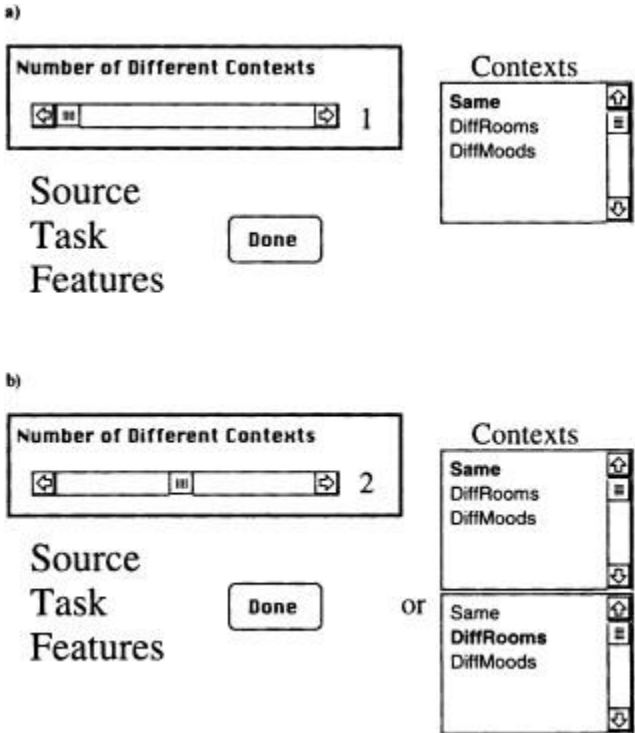 a)
Number of Different Contexts
1
Contexts
Same
DiffRooms
DiffMoods
Source
Task
Features
Done
b)
Number of Different Contexts
2
Contexts
Same
DiffRooms
DiffMoods
Source
Task
Features
Done
or
Same
DiffRooms
DiffMoods